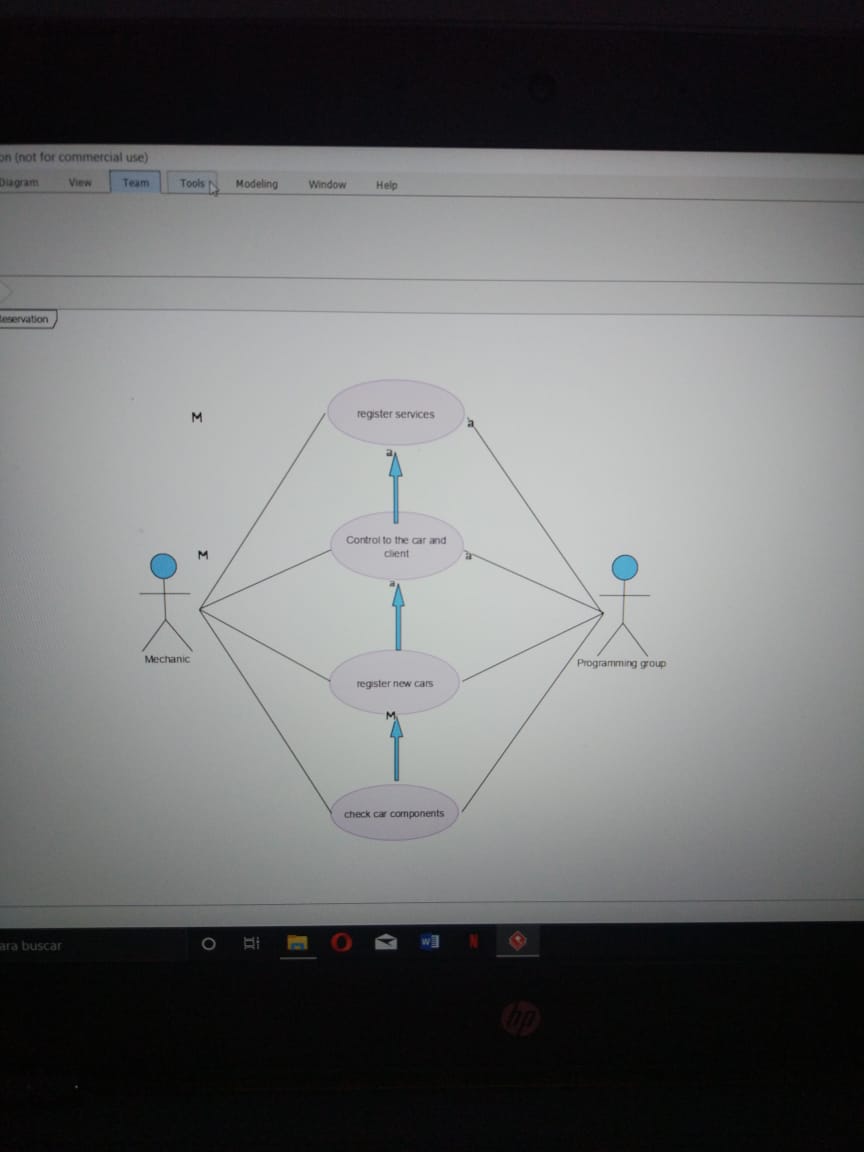 on (not for commercial use)
Diagram View Team Tools Modeling Window Help
Reservation
M
register services
a
a
Control to the car and
client
M
a
a
Mechanic
Programming group
register new cars
M
check car components
ara buscar
W
N
hp